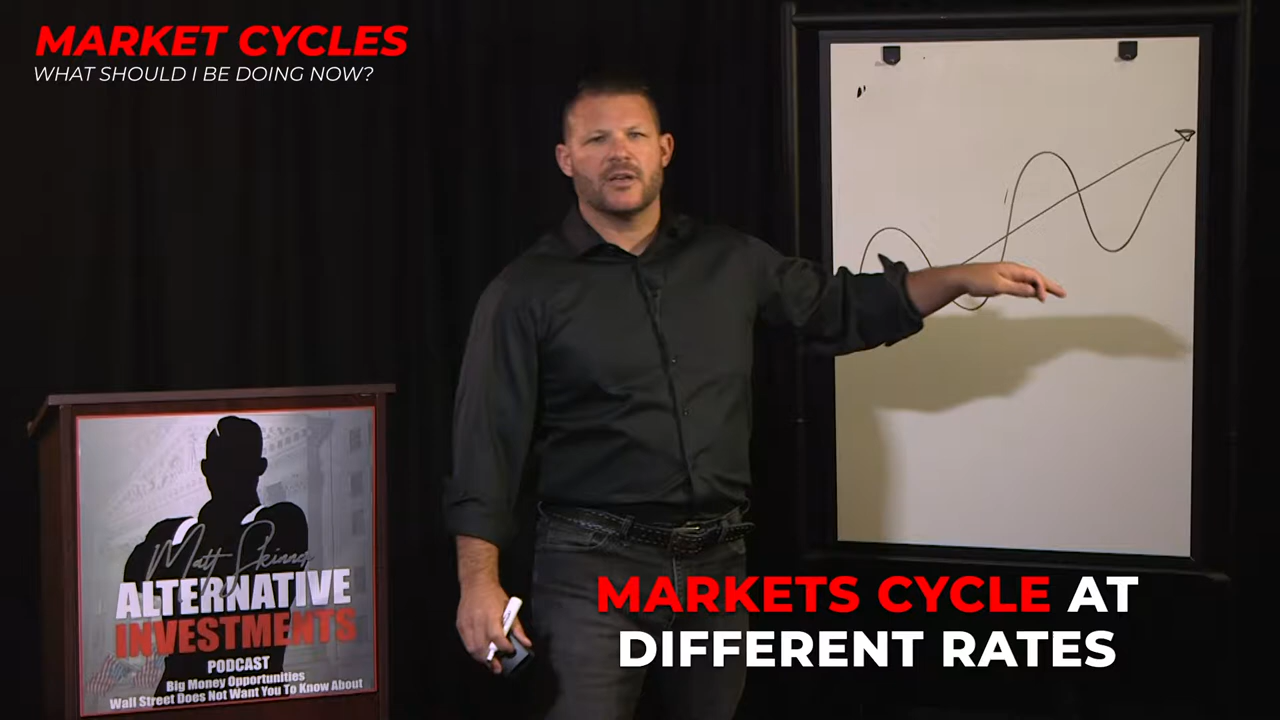 MARKET CYCLES
WHAT SHOULD I BE DOING NOW?
Matt Skinner
ALTERNATIVE
INVESTMENTS
PODCAST
Big Money Opportunities
Wall Street Does Not Want You To Know About
MARKETS CYCLE AT
DIFFERENT RATES